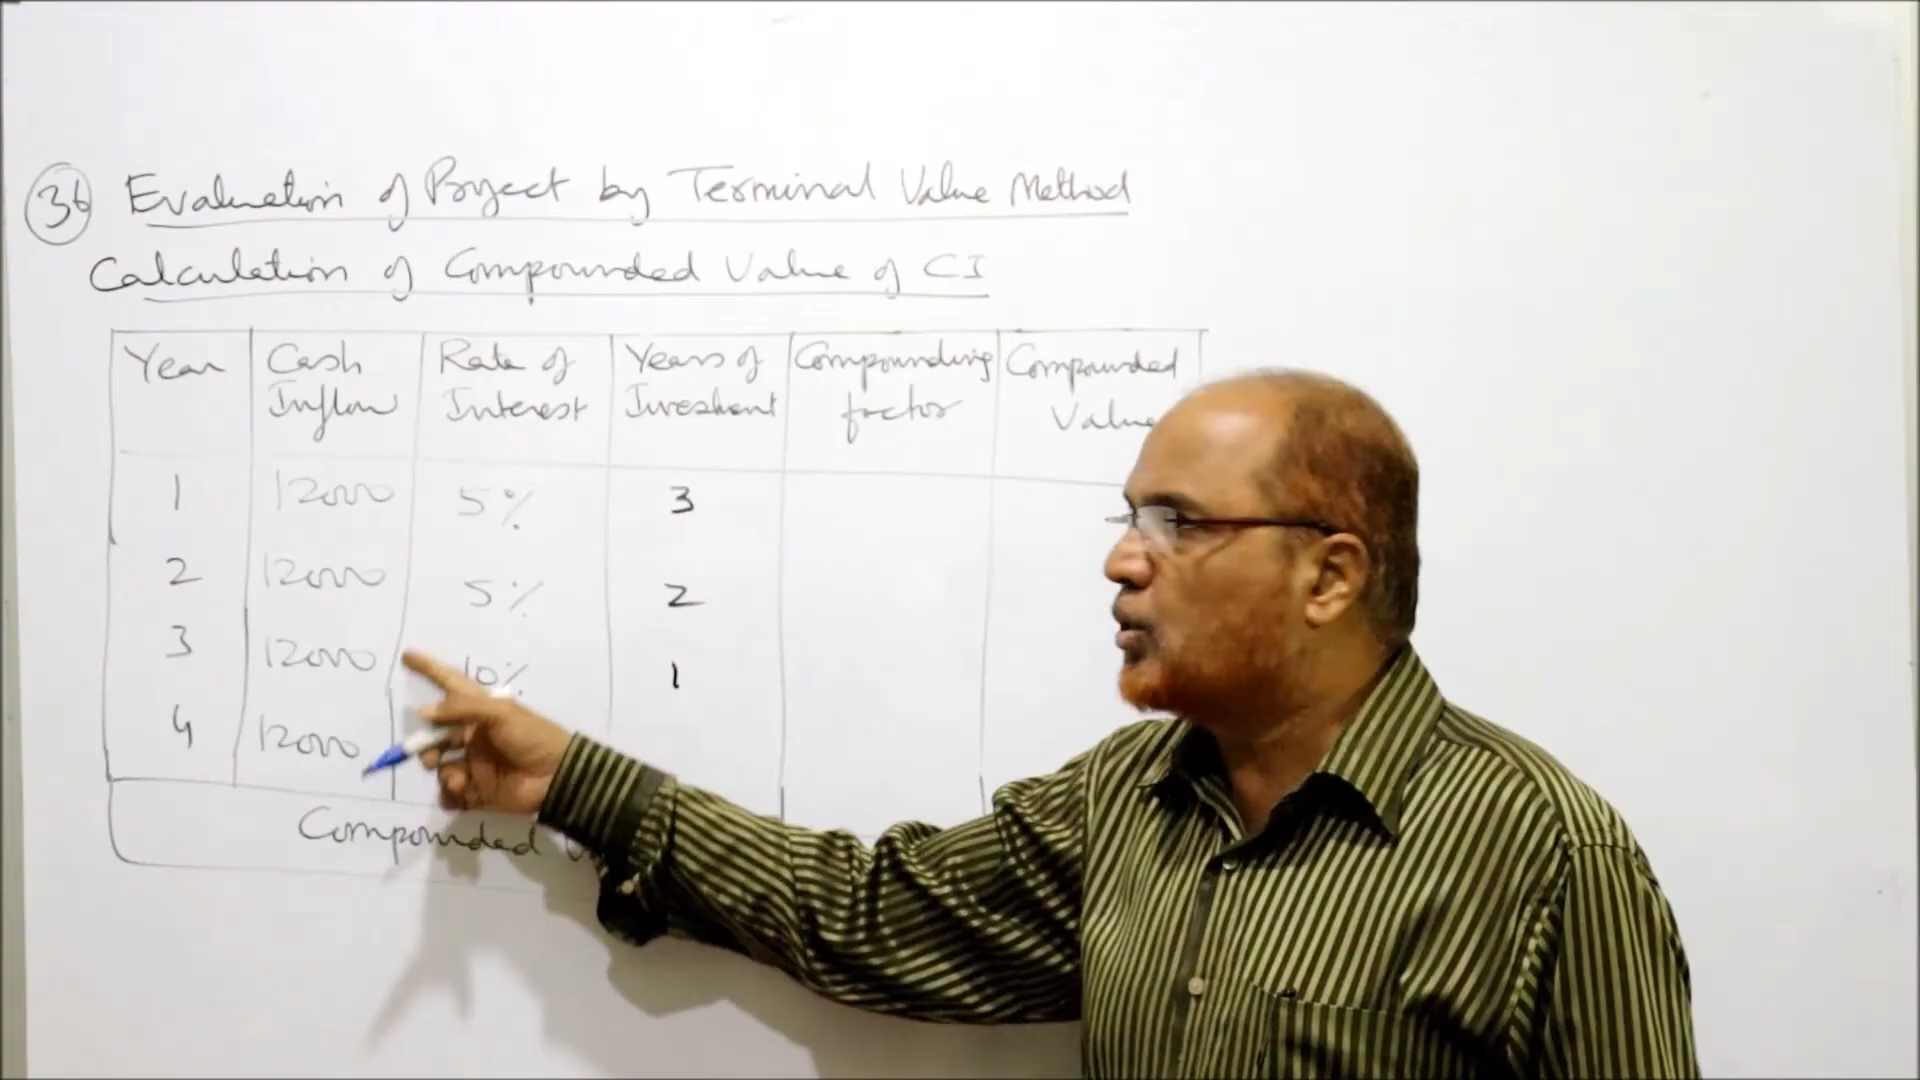 36 Evaluation of Project by Terminal Value Method
Calculation of Compounded Value of CI
Year Cash Inflow Rate of Interest Years of Investment Compounding factor Compounded Value
1 12000 5% 3
2 12000 5% 2
3 12000 10% 1
4 12000
Compounded